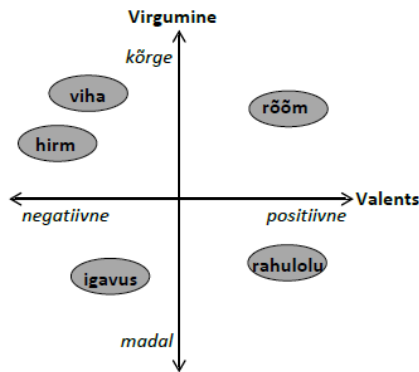 Virgumine
kõrge
viha
rõõm
hirm
Valents
negatiivne
positiivne
rahulolu
igavus
madal